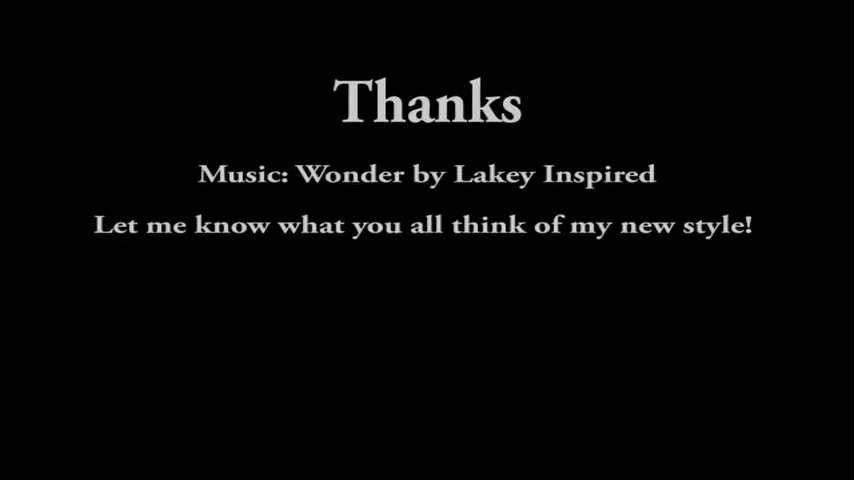 Thanks
Music: Wonder by Lakey Inspired
Let me know what you all think of my new style!